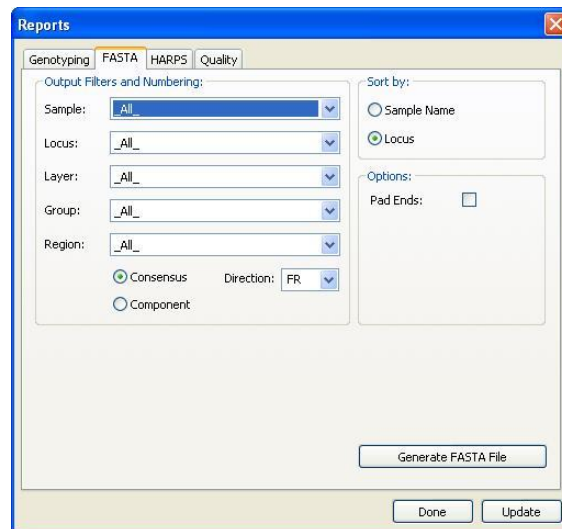 Reports
Genotyping FASTA HARPS Quality
Output Filters and Numbering:
Sample: _All_
Locus: _All_
Layer: _All_
Group: _All_
Region: _All_
Consensus Direction: FR
Component
Sort by:
Sample Name
Locus
Options:
Pad Ends:
Generate FASTA File
Done Update